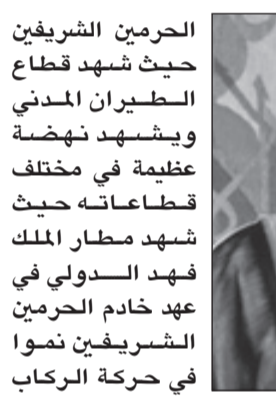 الحرمين الشريفين
حيث شهد قطاع
الطيران المدني
ويشهد نهضة
عظيمة في مختلف
قطاعاته حيث
شهد مطار الملك
فهد الدولي في
عهد خادم الحرمين
الشريفين نموا
في حركة الركاب